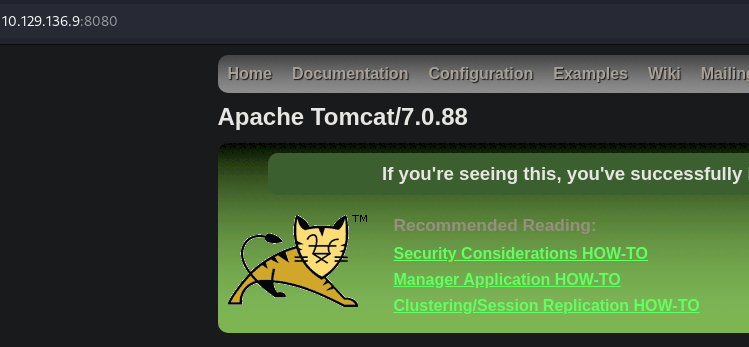 10.129.136.9:8080
Home Documentation Configuration Examples Wiki
Apache Tomcat/7.0.88
If you're seeing this, you've successfully
TM
Recommended Reading:
Security Considerations HOW-TO
Manager Application HOW-TO
Clustering/Session Replication HOW-TO